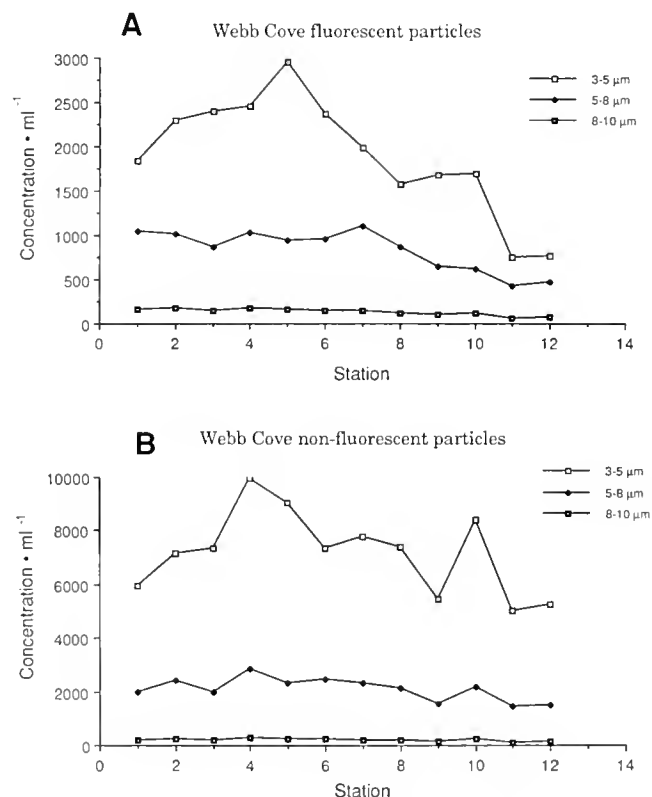 A
Webb Cove fluorescent particles
3-5 µm
5-8 µm
8-10 µm
3000
2500
2000
1500
1000
500
0
0 2 4 6 8 10 12 14
Concentration • ml -1
Station
B
Webb Cove non-fluorescent particles
3-5 µm
5-8 µm
8-10 µm
10000
8000
6000
4000
2000
0
0 2 4 6 8 10 12 14
Concentration • ml -1
Station